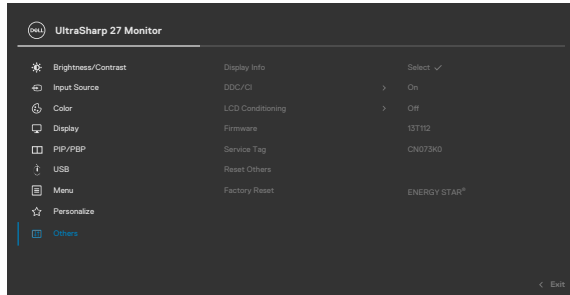 DELL UltraSharp 27 Monitor
Brightness/Contrast Display Info Select ✓
Input Source DDC/CI > On
Color LCD Conditioning > Off
Display Firmware 13T112
PIP/PBP Service Tag CN073K0
USB Reset Others
Menu Factory Reset ENERGY STAR®
Personalize
Others
< Exit